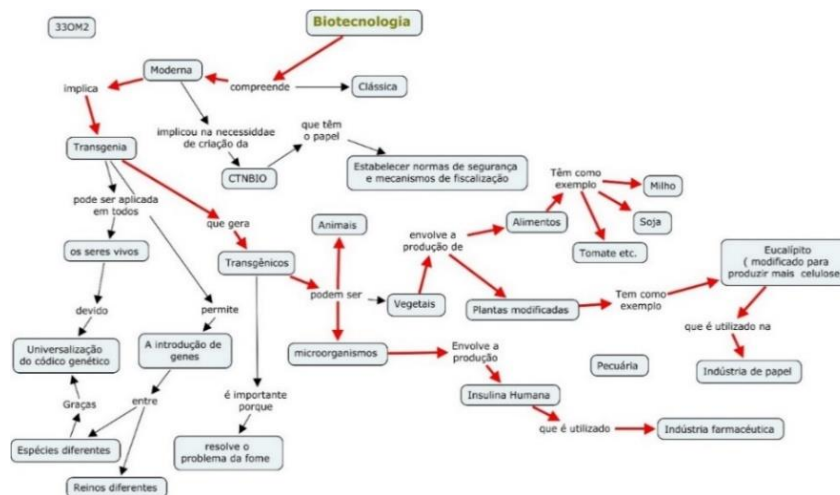 33OM2
Biotecnologia
Moderna
compreende
Clássica
implica
Transgenia
implicou na necessiddae
de criação da
CTNBIO
que têm
o papel
Estabelecer normas de segurança
e mecanismos de fiscalização
pode ser aplicada
em todos
os seres vivos
devido
Universalização
do códico genético
Graças
Espécies diferentes
permite
A introdução de
genes
entre
Reinos diferentes
que gera
Transgênicos
é importante
porque
resolve o
problema da fome
podem ser
Animais
Vegetais
microorganismos
envolve a
produção de
Alimentos
Têm como
exemplo
Milho
Soja
Tomate etc.
Plantas modificadas
Tem como
exemplo
Eucalípito
( modificado para
produzir mais celulose
que é utilizado na
Indústria de papel
Envolve a
produção
Insulina Humana
que é utilizado
Indústria farmacêutica
Pecuária